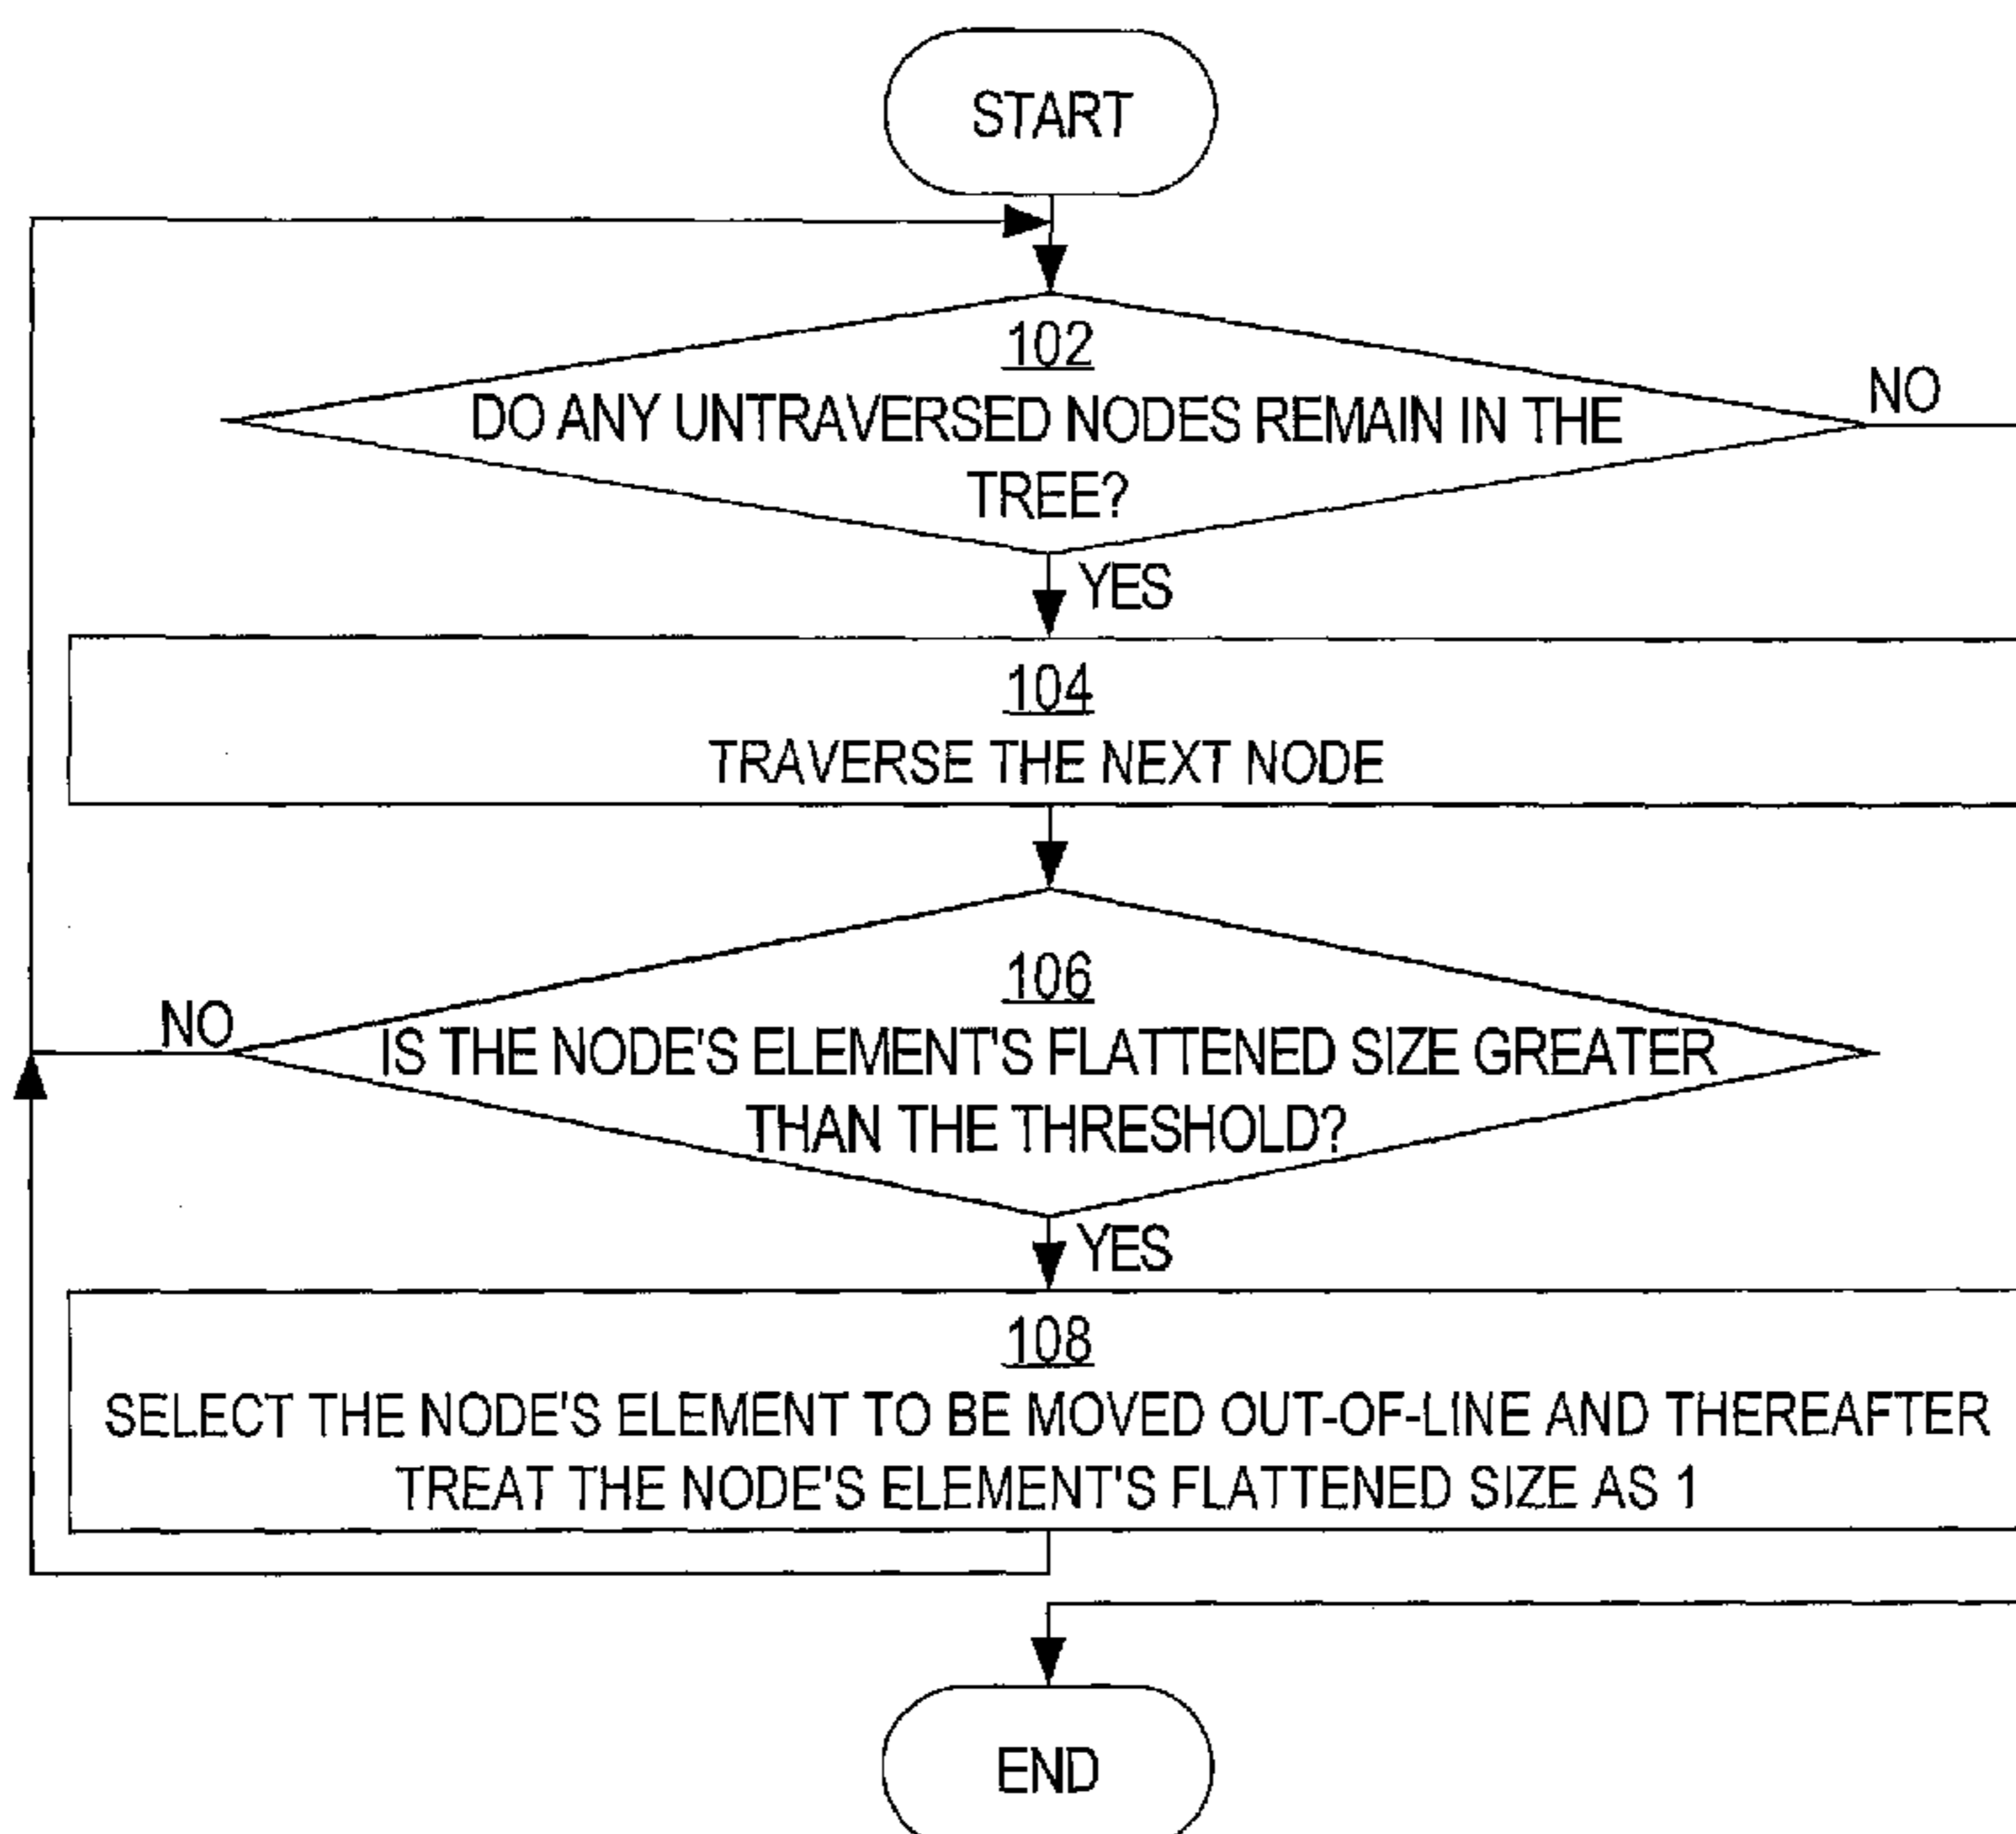 START
102
DO ANY UNTRAVERSED NODES REMAIN IN THE
TREE?
NO
YES
104
TRAVERSE THE NEXT NODE
106
IS THE NODE'S ELEMENT'S FLATTENED SIZE GREATER
THAN THE THRESHOLD?
NO
YES
108
SELECT THE NODE'S ELEMENT TO BE MOVED OUT-OF-LINE AND THEREAFTER
TREAT THE NODE'S ELEMENT'S FLATTENED SIZE AS 1
END